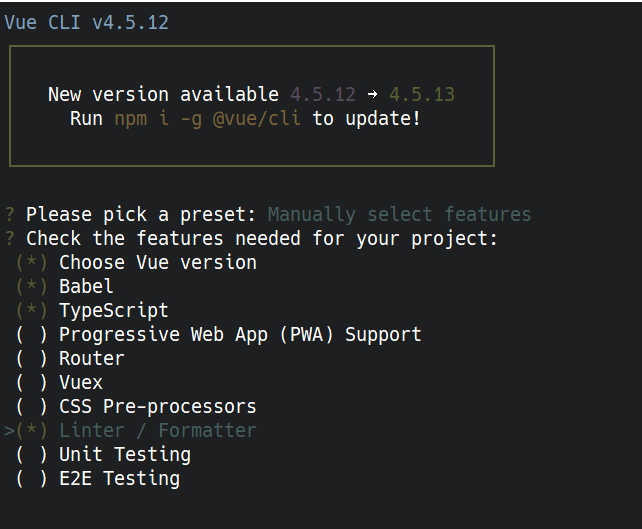 Vue CLI v4.5.12
New version available 4.5.12 → 4.5.13
Run npm i -g @vue/cli to update!
? Please pick a preset: Manually select features
? Check the features needed for your project:
(*) Choose Vue version
(*) Babel
(*) TypeScript
( ) Progressive Web App (PWA) Support
( ) Router
( ) Vuex
( ) CSS Pre-processors
>(*) Linter / Formatter
( ) Unit Testing
( ) E2E Testing